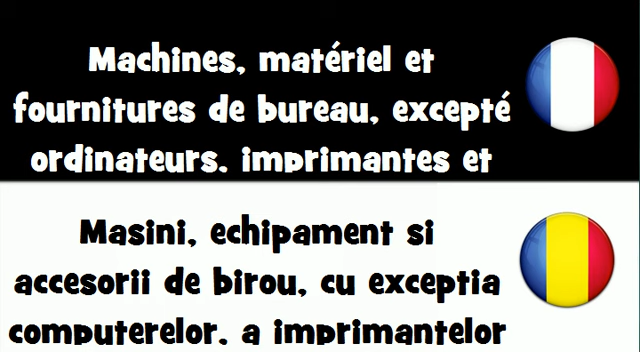 Machines, matériel et
fournitures de bureau, excepté
ordinateurs, imprimantes et
Masini, echipament si
accesorii de birou, cu exceptia
computerelor, a imprimantelor